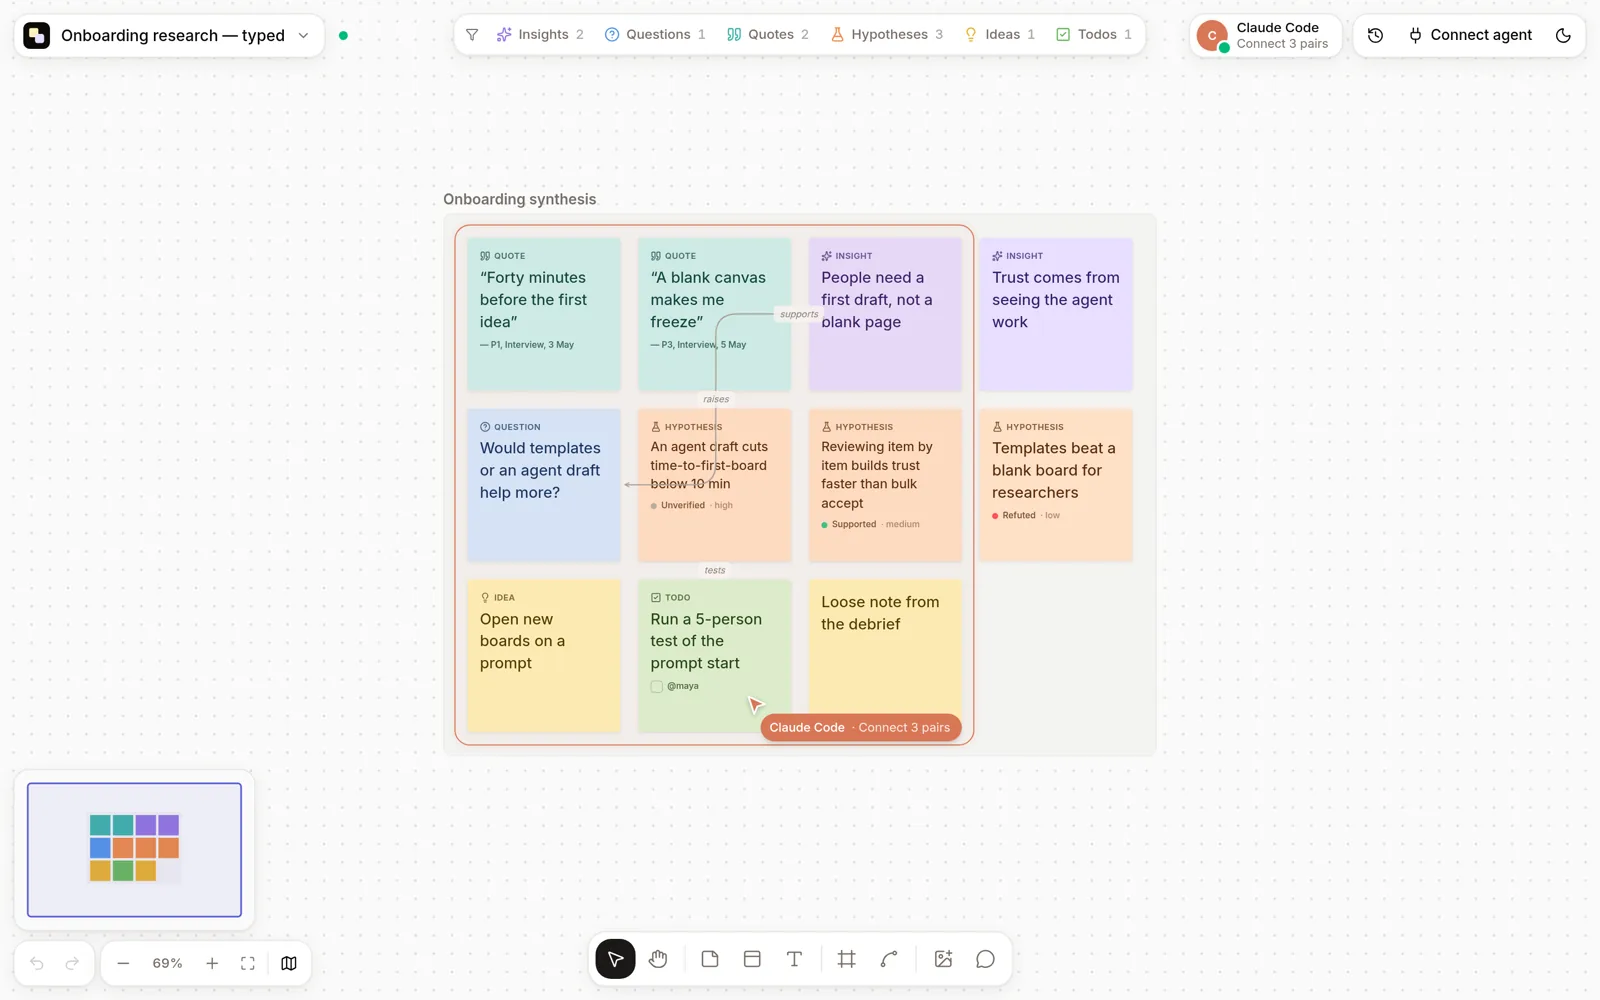 Onboarding research — typed
Insights 2
Questions 1
Quotes 2
Hypotheses 3
Ideas 1
Todos 1
C
Claude Code
Connect 3 pairs
Connect agent
Onboarding synthesis
QUOTE
“Forty minutes
before the first
idea”
— P1, Interview, 3 May
QUOTE
“A blank canvas
makes me
freeze”
— P3, Interview, 5 May
INSIGHT
People need a
first draft, not a
blank page
INSIGHT
Trust comes from
seeing the agent
work
supports
raises
QUESTION
Would templates
or an agent draft
help more?
HYPOTHESIS
An agent draft cuts
time-to-first-board
below 10 min
Unverified · high
HYPOTHESIS
Reviewing item by
item builds trust
faster than bulk
accept
Supported · medium
HYPOTHESIS
Templates beat a
blank board for
researchers
Refuted · low
tests
IDEA
Open new
boards on a
prompt
TODO
Run a 5-person
test of the
prompt start
@maya
Loose note from
the debrief
Claude Code · Connect 3 pairs
69%